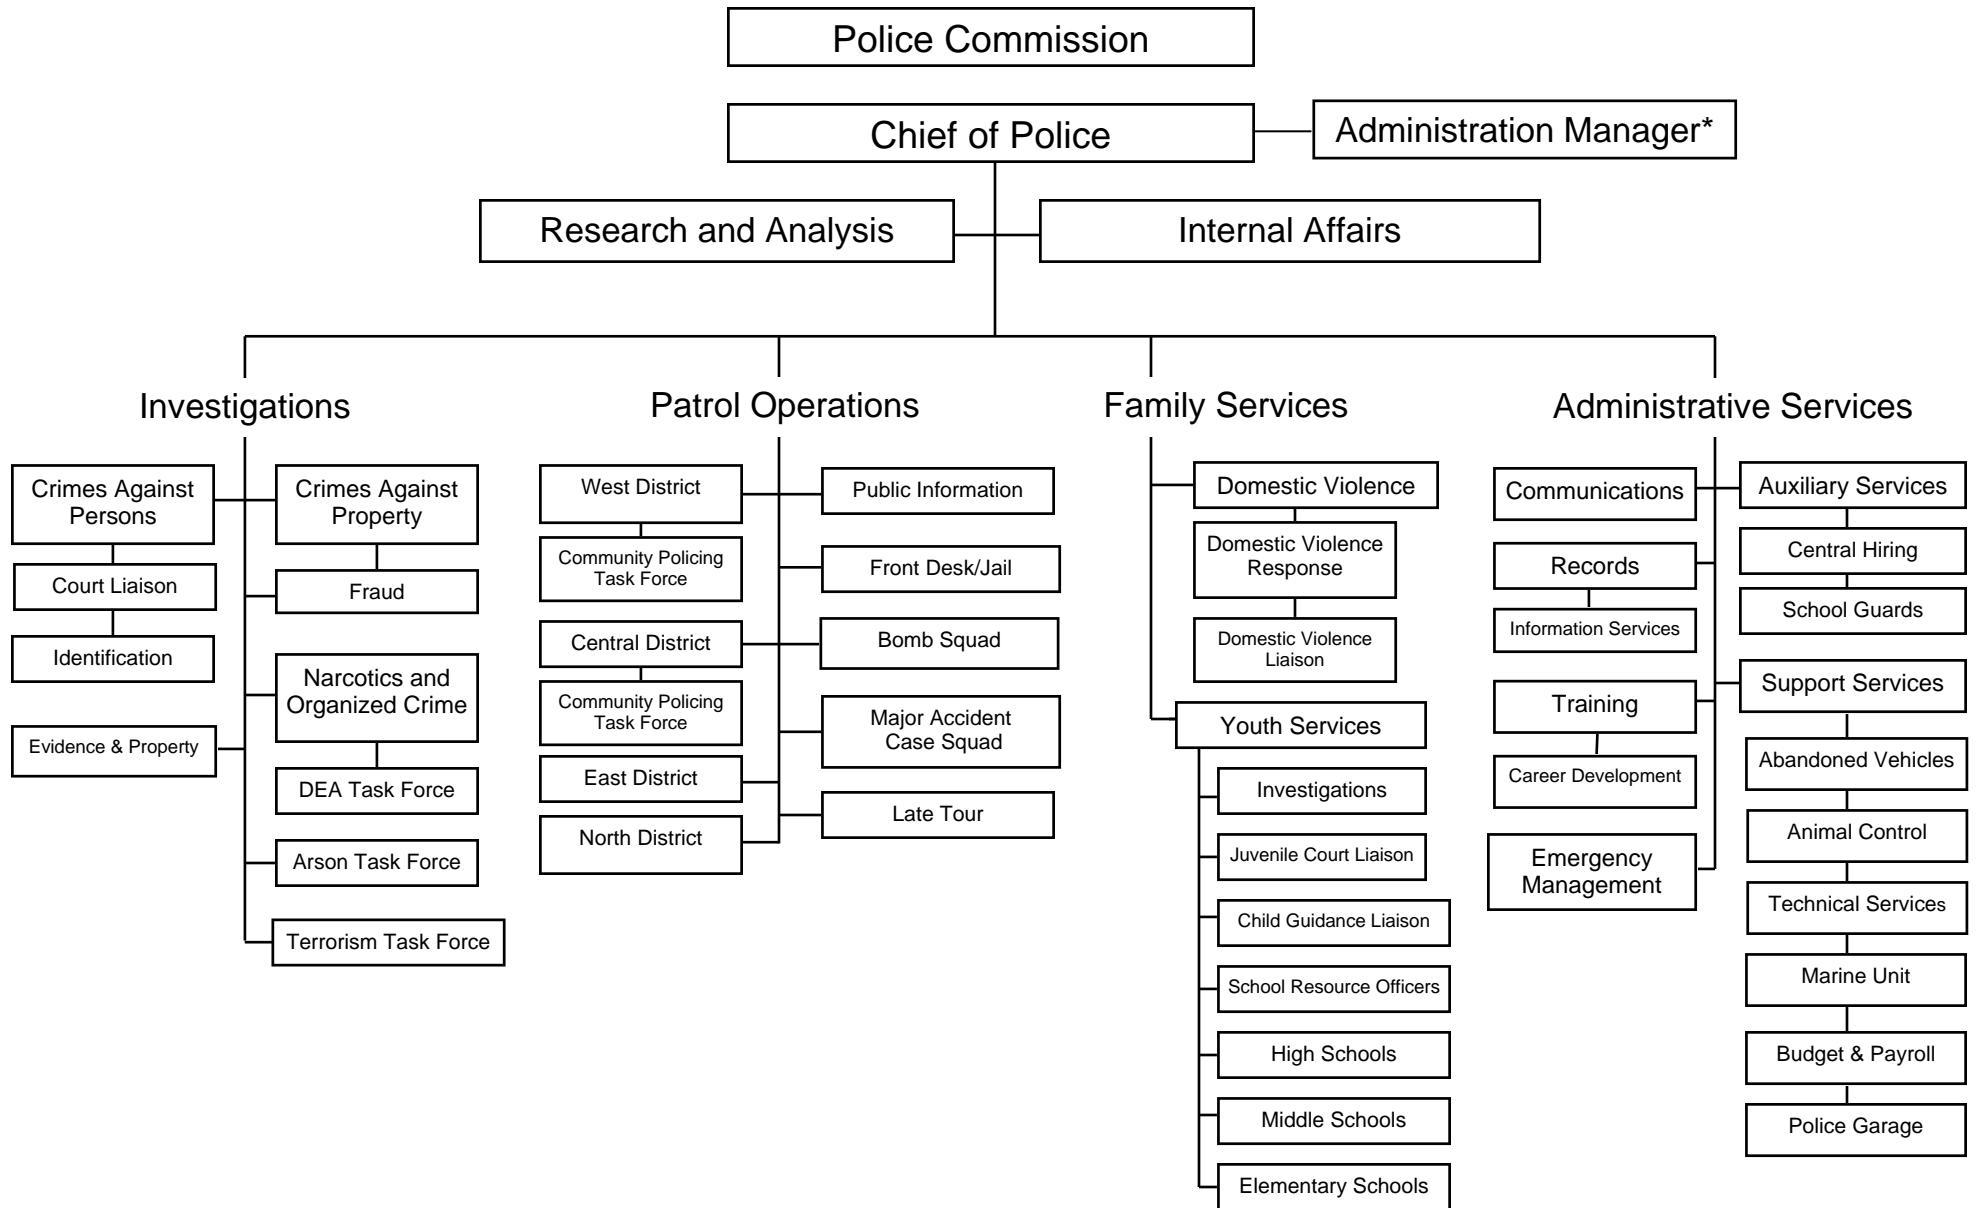 Police Commission
Chief of Police
Administration Manager*
Research and Analysis
Internal Affairs
Investigations
Crimes Against
Persons
Court Liaison
Identification
Evidence & Property
Crimes Against
Property
Fraud
Narcotics and
Organized Crime
DEA Task Force
Arson Task Force
Terrorism Task Force
Patrol Operations
West District
Community Policing
Task Force
Central District
Community Policing
Task Force
East District
North District
Public Information
Front Desk/Jail
Bomb Squad
Major Accident
Case Squad
Late Tour
Family Services
Domestic Violence
Domestic Violence
Response
Domestic Violence
Liaison
Youth Services
Investigations
Juvenile Court Liaison
Child Guidance Liaison
School Resource Officers
High Schools
Middle Schools
Elementary Schools
Administrative Services
Communications
Records
Information Services
Training
Career Development
Emergency
Management
Auxiliary Services
Central Hiring
School Guards
Support Services
Abandoned Vehicles
Animal Control
Technical Services
Marine Unit
Budget & Payroll
Police Garage